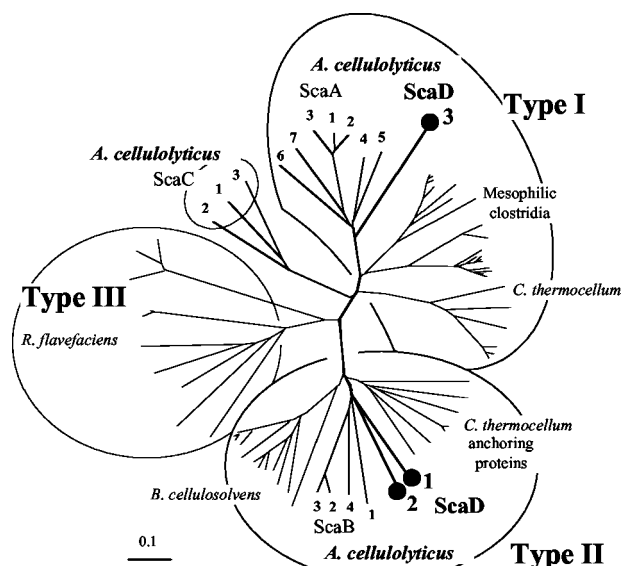 A. cellulolyticus
ScaA
ScaD
3 1 2
3
7 4 5
6
Type I
A. cellulolyticus
ScaC
1 3
2
Mesophilic
clostridia
Type III
C. thermocellum
R. flavefaciens
C. thermocellum
anchoring
proteins
B. cellulosolvens
1
2
ScaD
3 2 4 1
ScaB
0.1
A. cellulolyticus
Type II